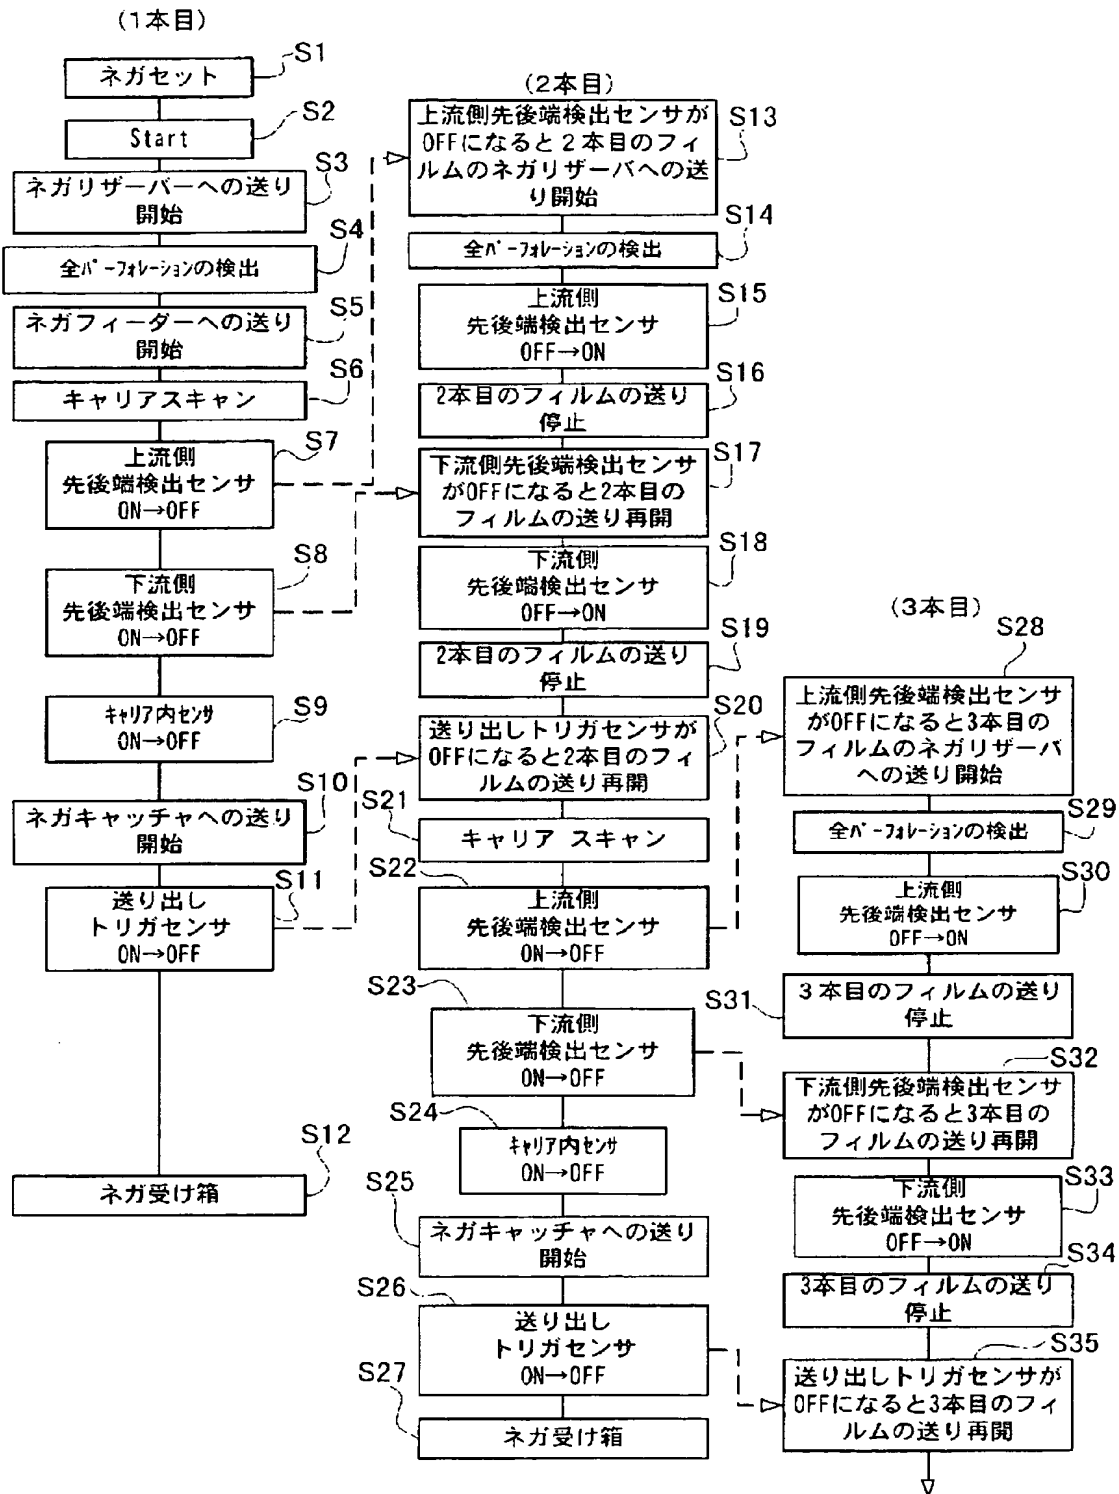 (1本目)
S1
ネガセット
S2
Start
S3
ネガリザーバーへの送り
開始
S4
全パーフォレーションの検出
S5
ネガフィーダーへの送り
開始
S6
キャリアスキャン
S7
上流側
先後端検出センサ
ON→OFF
S8
下流側
先後端検出センサ
ON→OFF
S9
キャリア内センサ
ON→OFF
S10
ネガキャッチャへの送り
開始
S11
送り出し
トリガセンサ
ON→OFF
S12
ネガ受け箱
(2本目)
S13
上流側先後端検出センサが
OFFになると2本目のフィ
ルムのネガリザーバへの送
り開始
S14
全パーフォレーションの検出
S15
上流側
先後端検出センサ
OFF→ON
S16
2本目のフィルムの送り
停止
S17
下流側先後端検出センサ
がOFFになると2本目の
フィルムの送り再開
S18
下流側
先後端検出センサ
OFF→ON
S19
2本目のフィルムの送り
停止
S20
送り出しトリガセンサが
OFFになると2本目のフィ
ルムの送り再開
S21
キャリア スキャン
S22
上流側
先後端検出センサ
ON→OFF
S23
下流側
先後端検出センサ
ON→OFF
S24
キャリア内センサ
ON→OFF
S25
ネガキャッチャへの送り
開始
S26
送り出し
トリガセンサ
ON→OFF
S27
ネガ受け箱
(3本目)
S28
上流側先後端検出センサ
がOFFになると3本目の
フィルムのネガリザーバ
への送り開始
S29
全パーフォレーションの検出
S30
上流側
先後端検出センサ
OFF→ON
S31
3本目のフィルムの送り
停止
S32
下流側先後端検出センサ
がOFFになると3本目の
フィルムの送り再開
S33
下流側
先後端検出センサ
OFF→ON
S34
3本目のフィルムの送り
停止
S35
送り出しトリガセンサが
OFFになると3本目のフィ
ルムの送り再開